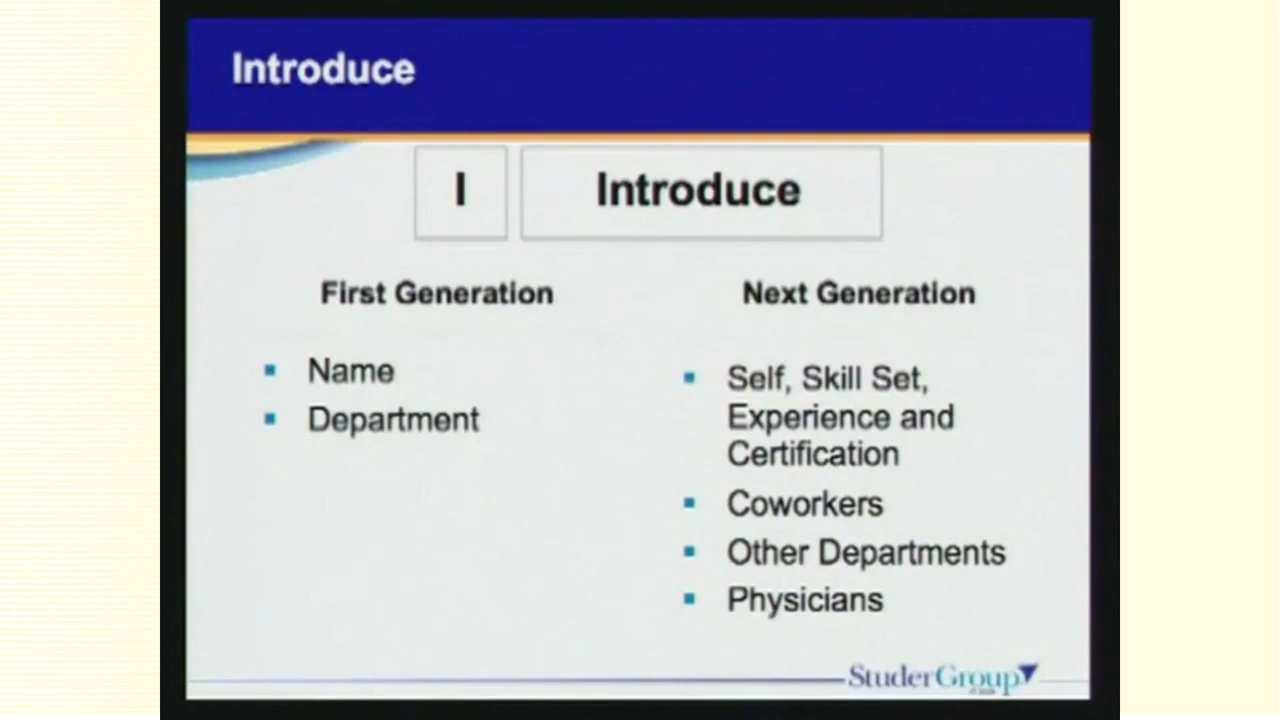 Introduce
I
Introduce
First Generation
Next Generation
Name
Department
Self, Skill Set,
Experience and
Certification
Coworkers
Other Departments
Physicians
StuderGroup